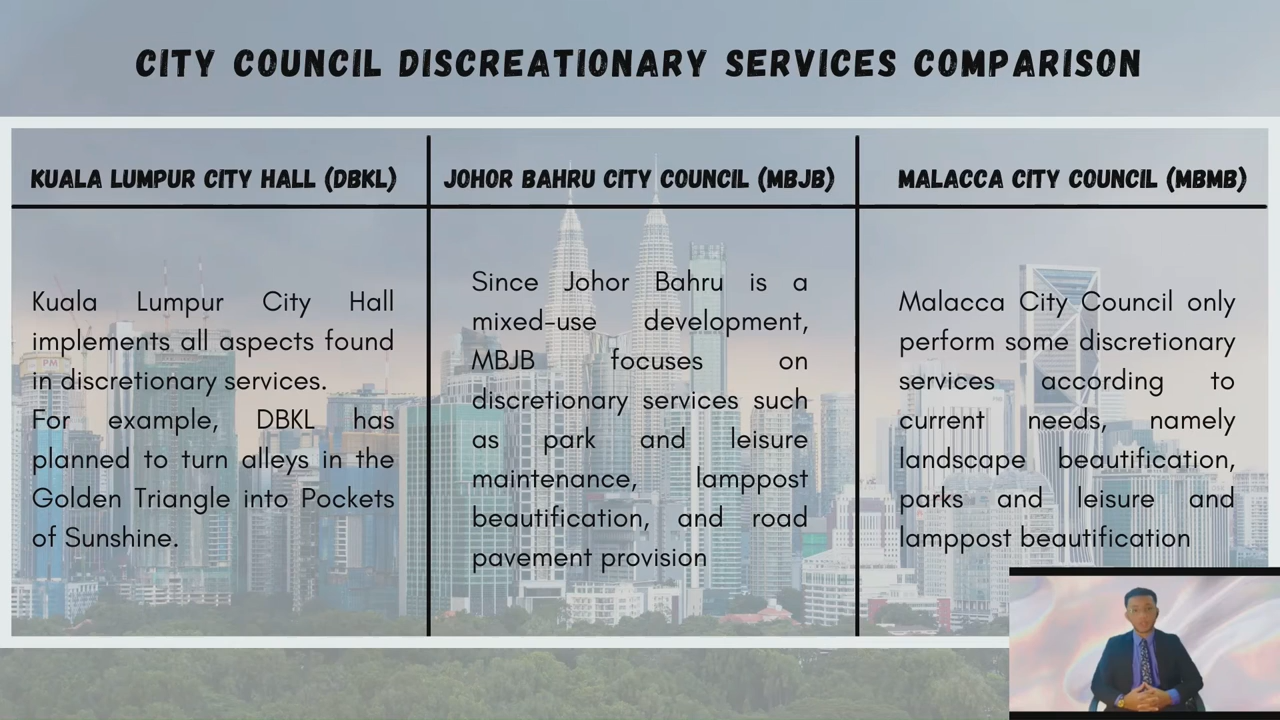 CITY COUNCIL DISCREATIONARY SERVICES COMPARISON
KUALA LUMPUR CITY HALL (DBKL)
Kuala Lumpur City Hall
implements all aspects found
in discretionary services.
For example, DBKL has
planned to turn alleys in the
Golden Triangle into Pockets
of Sunshine.
JOHOR BAHRU CITY COUNCIL (MBJB)
Since Johor Bahru is a
mixed-use development,
MBJB focuses on
discretionary services such
as park and leisure
maintenance, lamppost
beautification, and road
pavement provision
MALACCA CITY COUNCIL (MBMB)
Malacca City Council only
perform some discretionary
services according to
current needs, namely
landscape beautification,
parks and leisure and
lamppost beautification